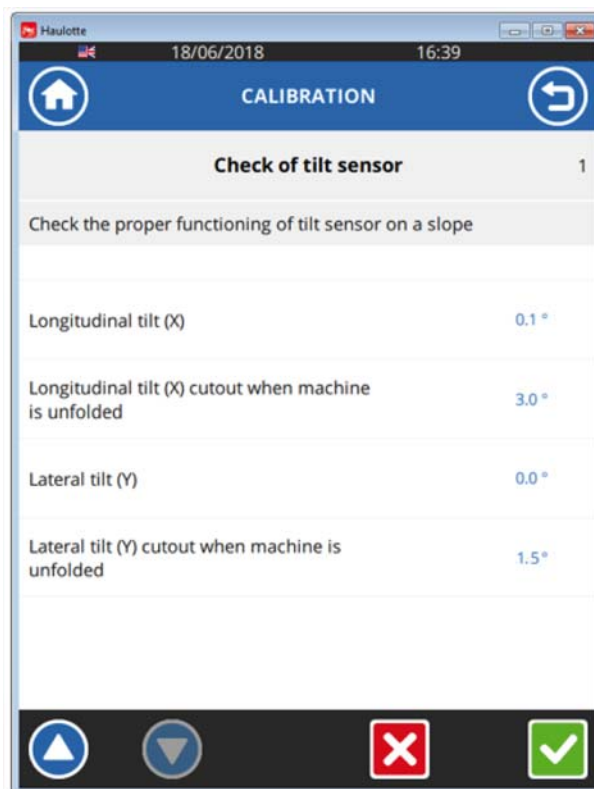 Haulotte
18/06/2018 16:39
CALIBRATION
Check of tilt sensor 1
Check the proper functioning of tilt sensor on a slope
Longitudinal tilt (X) 0.1 °
Longitudinal tilt (X) cutout when machine
is unfolded 3.0 °
Lateral tilt (Y) 0.0 °
Lateral tilt (Y) cutout when machine is
unfolded 1.5°